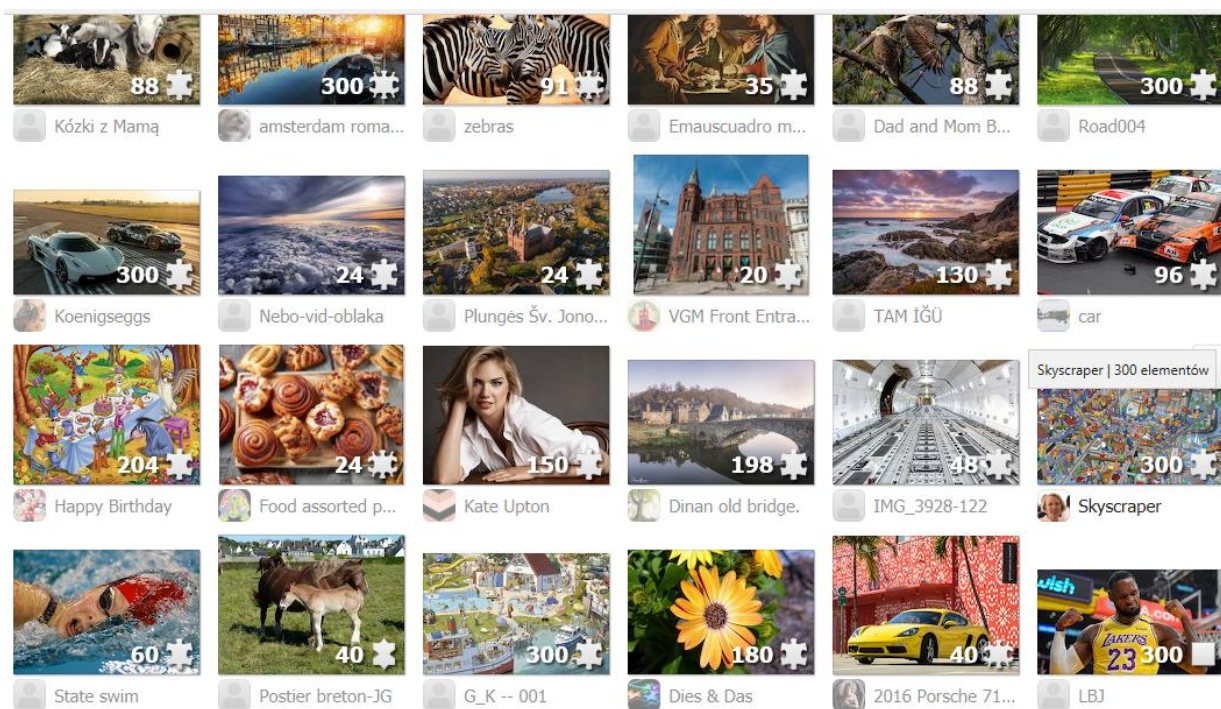 88
300
91
35
88
300
Kózki z Mamą
amsterdam roma...
zebras
Emauscuadro m...
Dad and Mom B...
Road004
300
24
24
20
130
96
Koenigseggs
Nebo-vid-oblaka
Plungės Šv. Jono...
VGM Front Entra...
TAM İĞÜ
car
Skyscraper | 300 elementów
204
24
150
198
48
300
Happy Birthday
Food assorted p...
Kate Upton
Dinan old bridge.
IMG_3928-122
Skyscraper
60
40
300
180
40
wish
LAKERS
23
300
State swim
Postier breton-JG
G_K -- 001
Dies & Das
2016 Porsche 71...
LBJ